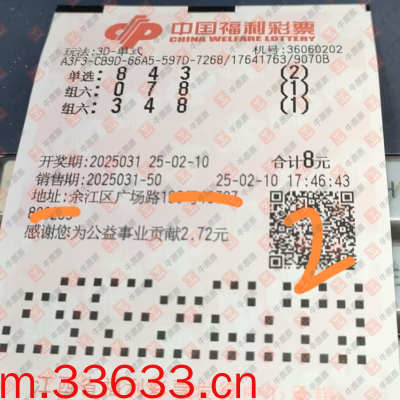 中国福利彩票
CHINA WELFARE LOTTERY
玩法:3D-单式 机号:36060202
A3F3-CB9D-66A5-597D-7268/17641763/9070B
单选: 8 4 3 (2)
组六: 0 7 8 (1)
组六: 3 4 8 (1)
开奖期:2025031 25-02-10 合计8元
销售期:2025031-50 25-02-10 17:46:43
地址:余江区广场路
感谢您为公益事业贡献2.72元
2
m.33633.cn